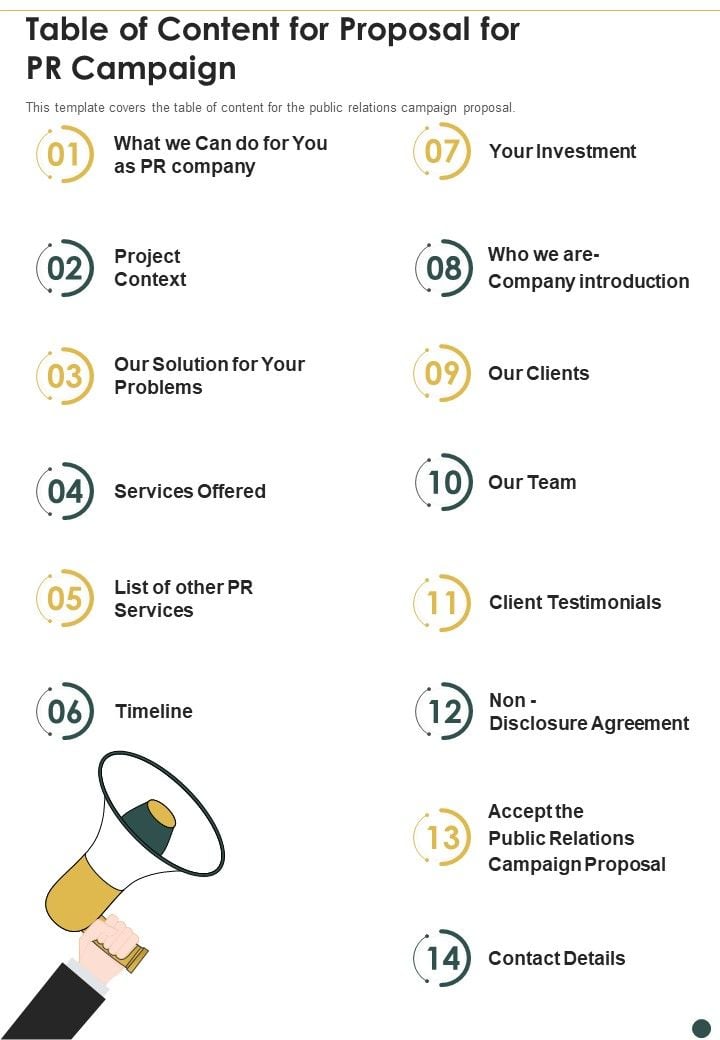 Table of Content for Proposal for
PR Campaign
This template covers the table of content for the public relations campaign proposal.
01
What we Can do for You
as PR company
02
Project
Context
03
Our Solution for Your
Problems
04
Services Offered
05
List of other PR
Services
06
Timeline
07
Your Investment
08
Who we are-
Company introduction
09
Our Clients
10
Our Team
11
Client Testimonials
12
Non -
Disclosure Agreement
13
Accept the
Public Relations
Campaign Proposal
14
Contact Details